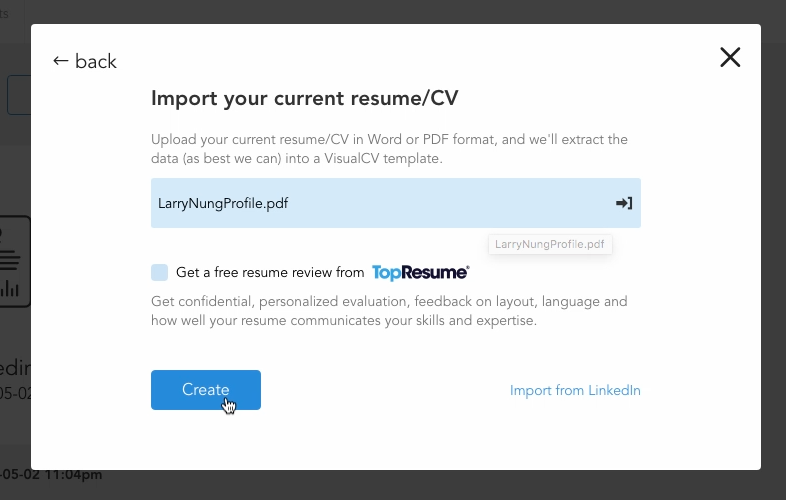 ts
← back
Import your current resume/CV
Upload your current resume/CV in Word or PDF format, and we'll extract the
data (as best we can) into a VisualCV template.
LarryNungProfile.pdf
LarryNungProfile.pdf
Get a free resume review from TopResume®
Get confidential, personalized evaluation, feedback on layout, language and
how well your resume communicates your skills and expertise.
Create
Import from LinkedIn
-05-02 11:04pm